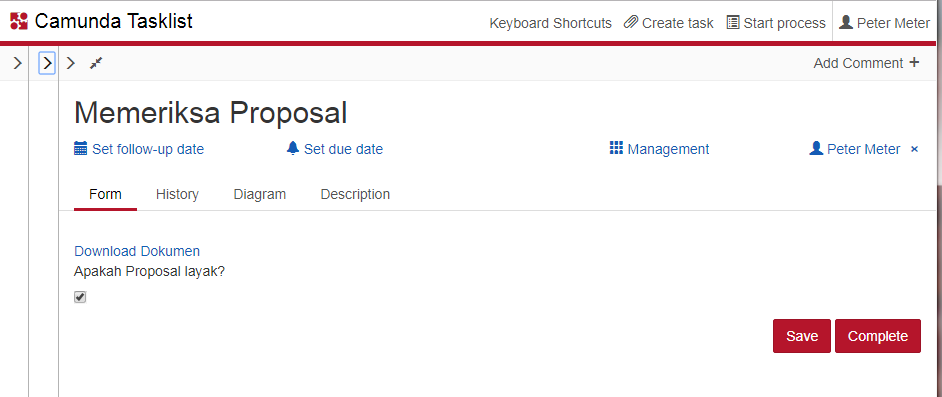 Camunda Tasklist Keyboard Shortcuts Create task Start process Peter Meter
Add Comment +
Memeriksa Proposal
Set follow-up date Set due date Management Peter Meter ×
Form History Diagram Description
Download Dokumen
Apakah Proposal layak?
Save Complete